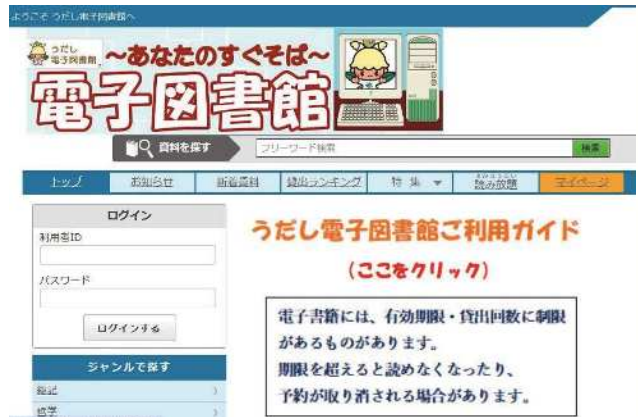 ようこそ うだし電子図書館へ
うだし
電子図書館
～あなたのすぐそば～
電子図書館
資料を探す
フリーワード検索
検索
トップ
お知らせ
新着資料
貸出ランキング
特集 ▼
読み放題
マイページ
ログイン
利用者ID
パスワード
ログインする
ジャンルで探す
総記
哲学
うだし電子図書館ご利用ガイド
(ここをクリック)
電子書籍には、有効期限・貸出回数に制限
があるものがあります。
期限を超えると読めなくなったり、
予約が取り消される場合があります。